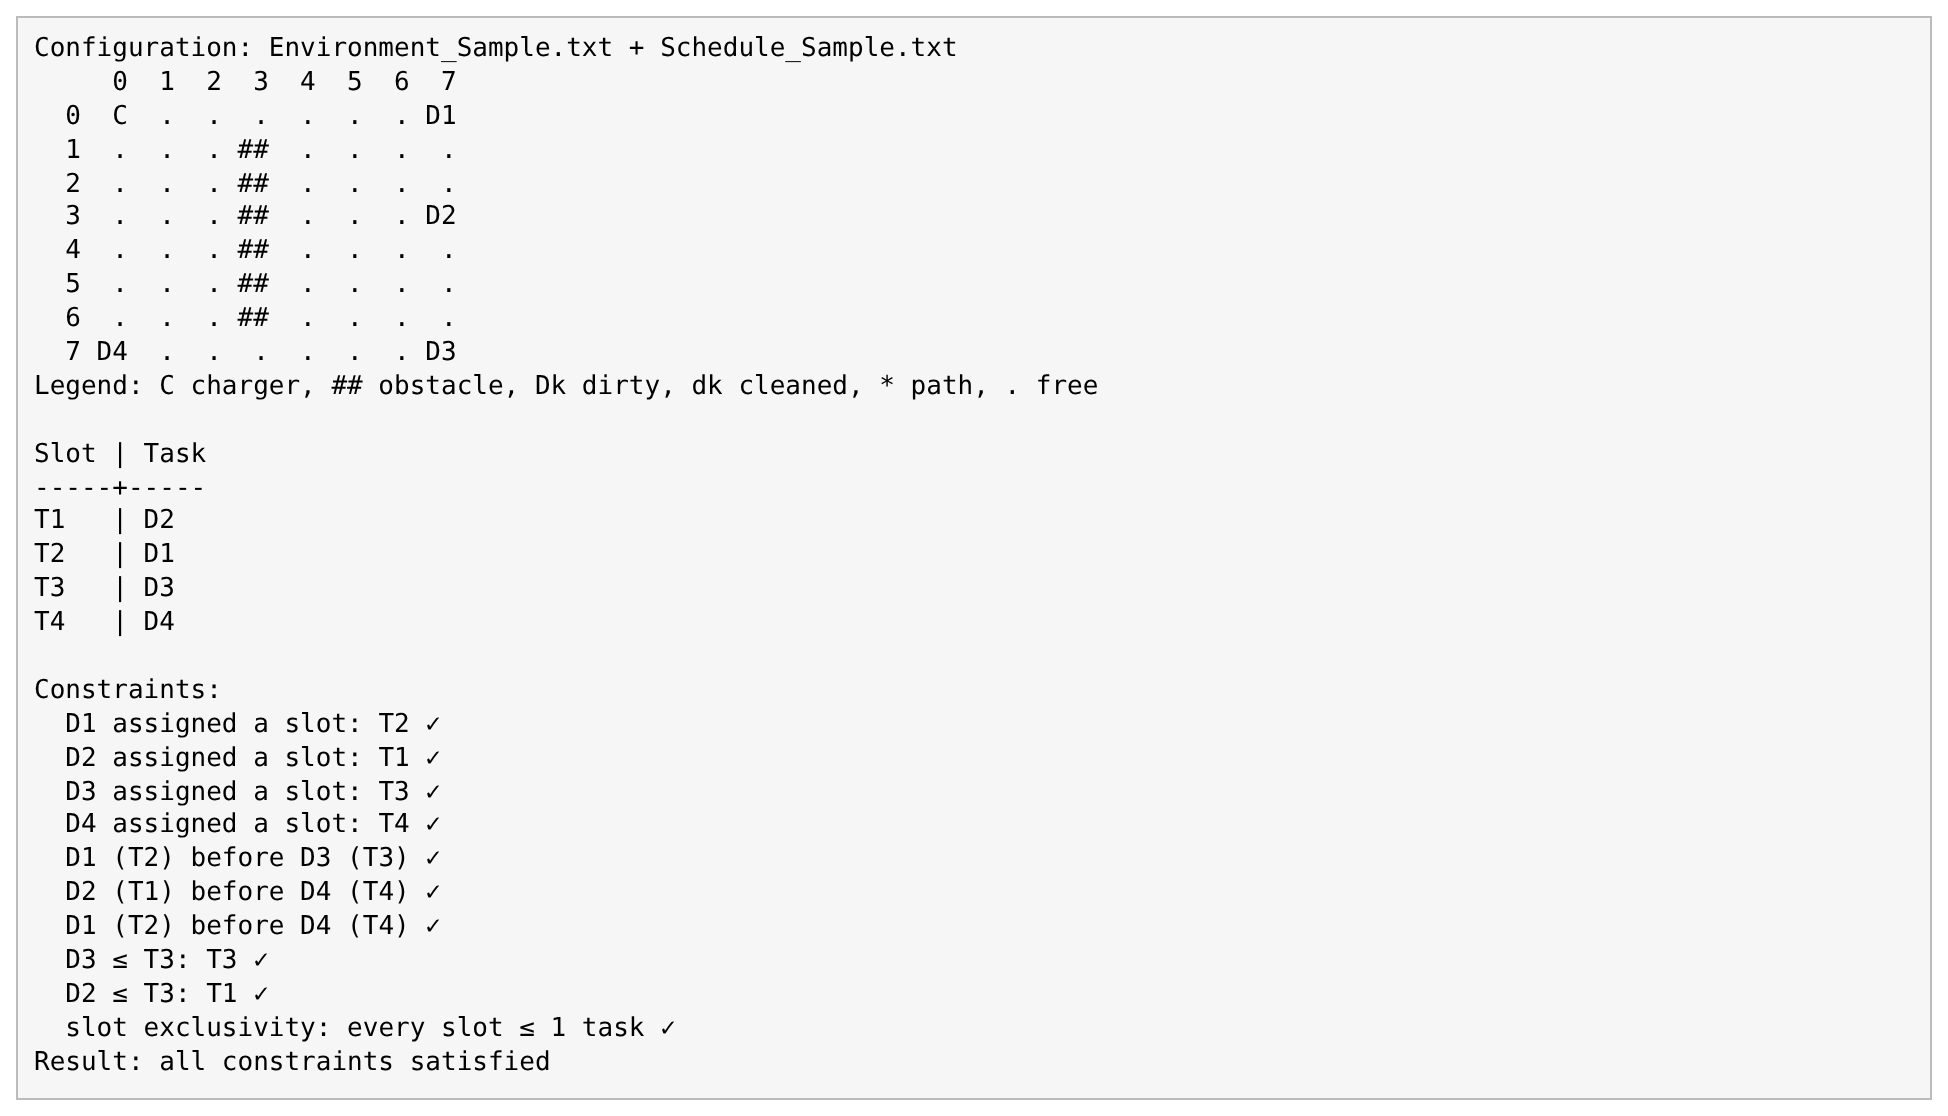 Configuration: Environment_Sample.txt + Schedule_Sample.txt
     0  1  2  3  4  5  6  7
  0  C  .  .  .  .  .  . D1
  1  .  .  . ##  .  .  .  .
  2  .  .  . ##  .  .  .  .
  3  .  .  . ##  .  .  . D2
  4  .  .  . ##  .  .  .  .
  5  .  .  . ##  .  .  .  .
  6  .  .  . ##  .  .  .  .
  7 D4  .  .  .  .  .  . D3
Legend: C charger, ## obstacle, Dk dirty, dk cleaned, * path, . free

Slot | Task
-----+-----
T1   | D2
T2   | D1
T3   | D3
T4   | D4

Constraints:
  D1 assigned a slot: T2 ✓
  D2 assigned a slot: T1 ✓
  D3 assigned a slot: T3 ✓
  D4 assigned a slot: T4 ✓
  D1 (T2) before D3 (T3) ✓
  D2 (T1) before D4 (T4) ✓
  D1 (T2) before D4 (T4) ✓
  D3 ≤ T3: T3 ✓
  D2 ≤ T3: T1 ✓
  slot exclusivity: every slot ≤ 1 task ✓
Result: all constraints satisfied